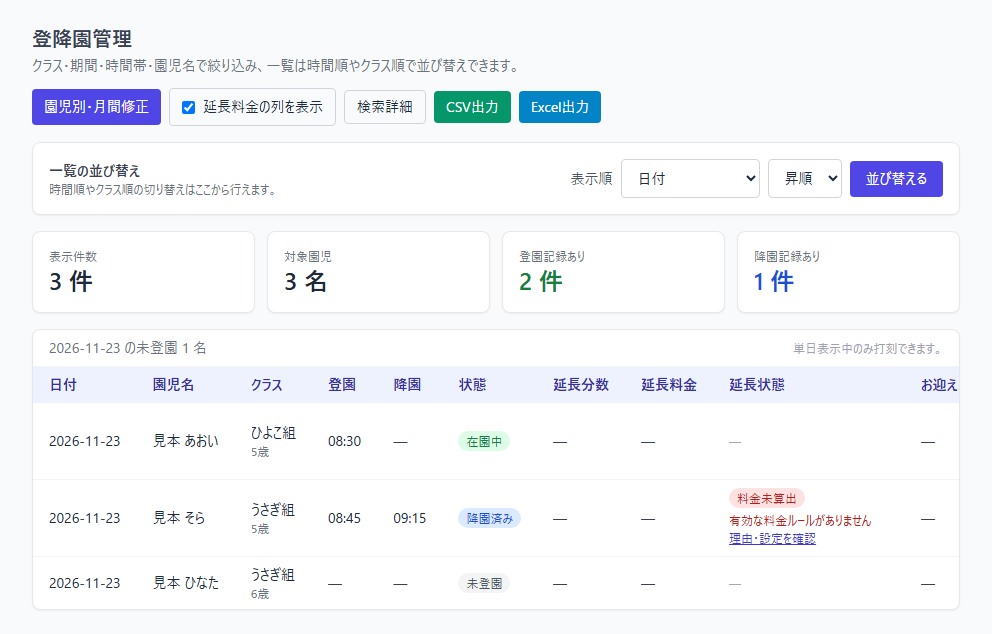 登降園管理
クラス・期間・時間帯・園児名で絞り込み、一覧は時間順やクラス順で並び替えできます。
園児別・月間修正 延長料金の列を表示 検索詳細 CSV出力 Excel出力
一覧の並び替え
時間順やクラス順の切り替えはここから行えます。
表示順 日付 昇順 並び替える
表示件数 対象園児 登園記録あり 降園記録あり
3 件 3 名 2 件 1 件
2026-11-23 の未登園 1 名 単日表示中のみ打刻できます。
日付 園児名 クラス 登園 降園 状態 延長分数 延長料金 延長状態 お迎え
2026-11-23 見本 あおい ひよこ組 08:30 — 在園中 — — — —
5歳
2026-11-23 見本 そら うさぎ組 08:45 09:15 降園済み — — 料金未算出 —
5歳 有効な料金ルールがありません
理由・設定を確認
2026-11-23 見本 ひなた うさぎ組 — — 未登園 — — — —
6歳